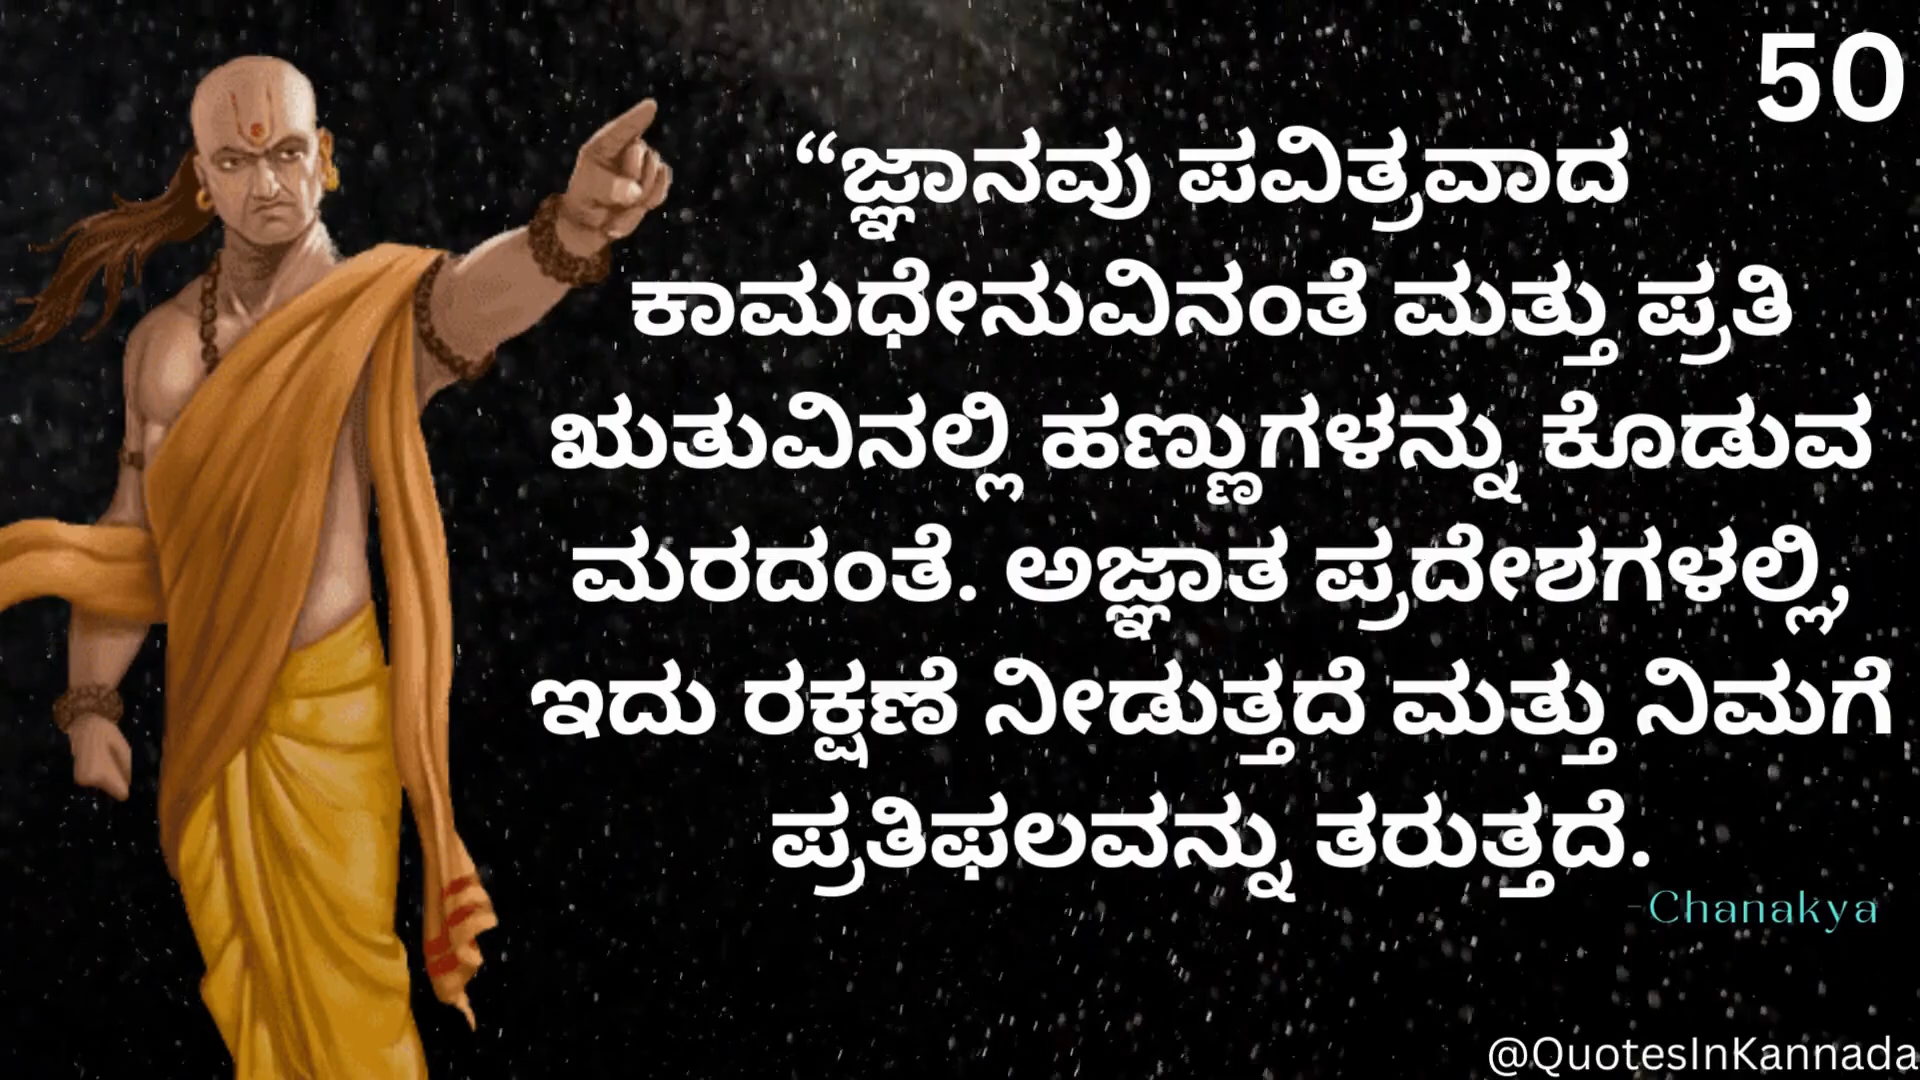 50
“ಜ್ಞಾನವು ಪವಿತ್ರವಾದ
ಕಾಮಧೇನುವಿನಂತೆ ಮತ್ತು ಪ್ರತಿ
ಋತುವಿನಲ್ಲಿ ಹಣ್ಣುಗಳನ್ನು ಕೊಡುವ
ಮರದಂತೆ. ಅಜ್ಞಾತ ಪ್ರದೇಶಗಳಲ್ಲಿ,
ಇದು ರಕ್ಷಣೆ ನೀಡುತ್ತದೆ ಮತ್ತು ನಿಮಗೆ
ಪ್ರತಿಫಲವನ್ನು ತರುತ್ತದೆ.
-Chanakya
@QuotesInKannada